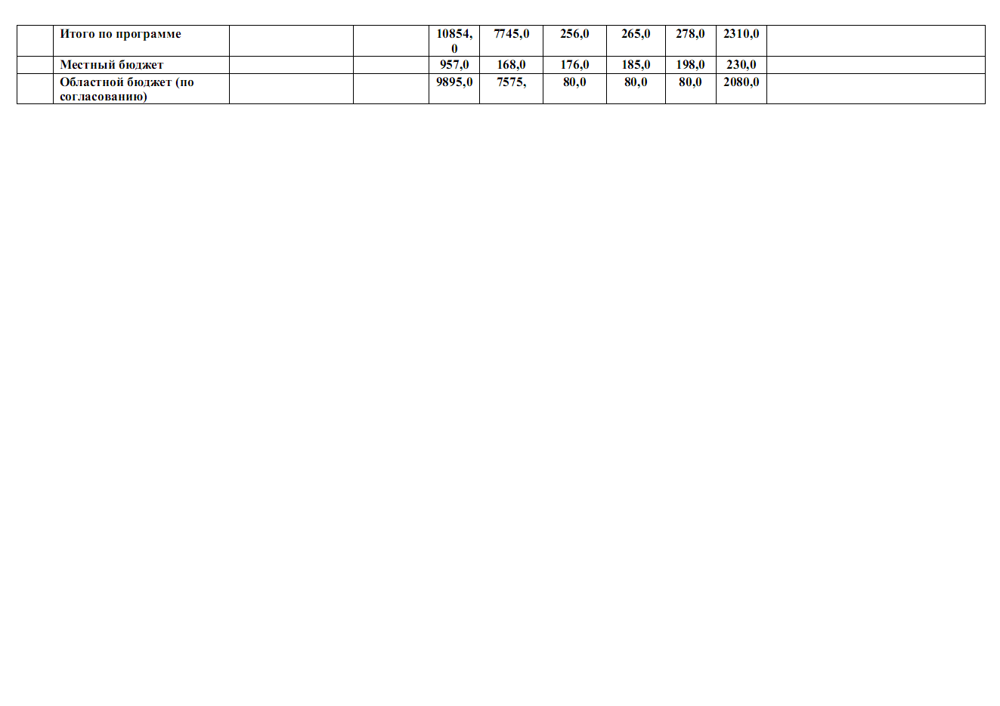 Итого по программе 10854, 7745,0 256,0 265,0 278,0 2310,0
0
Местный бюджет 957,0 168,0 176,0 185,0 198,0 230,0
Областной бюджет (по 9895,0 7575, 80,0 80,0 80,0 2080,0
согласованию)